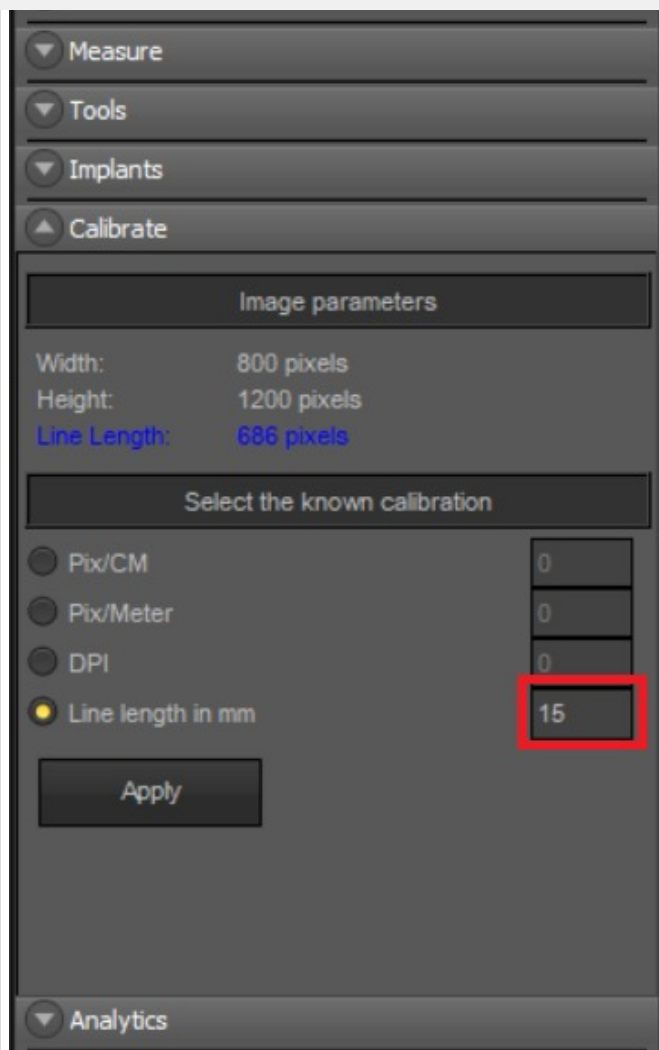 Measure
Tools
Implants
Calibrate
Image parameters
Width: 800 pixels
Height: 1200 pixels
Line Length: 686 pixels
Select the known calibration
Pix/CM 0
Pix/Meter 0
DPI 0
Line length in mm 15
Apply
Analytics